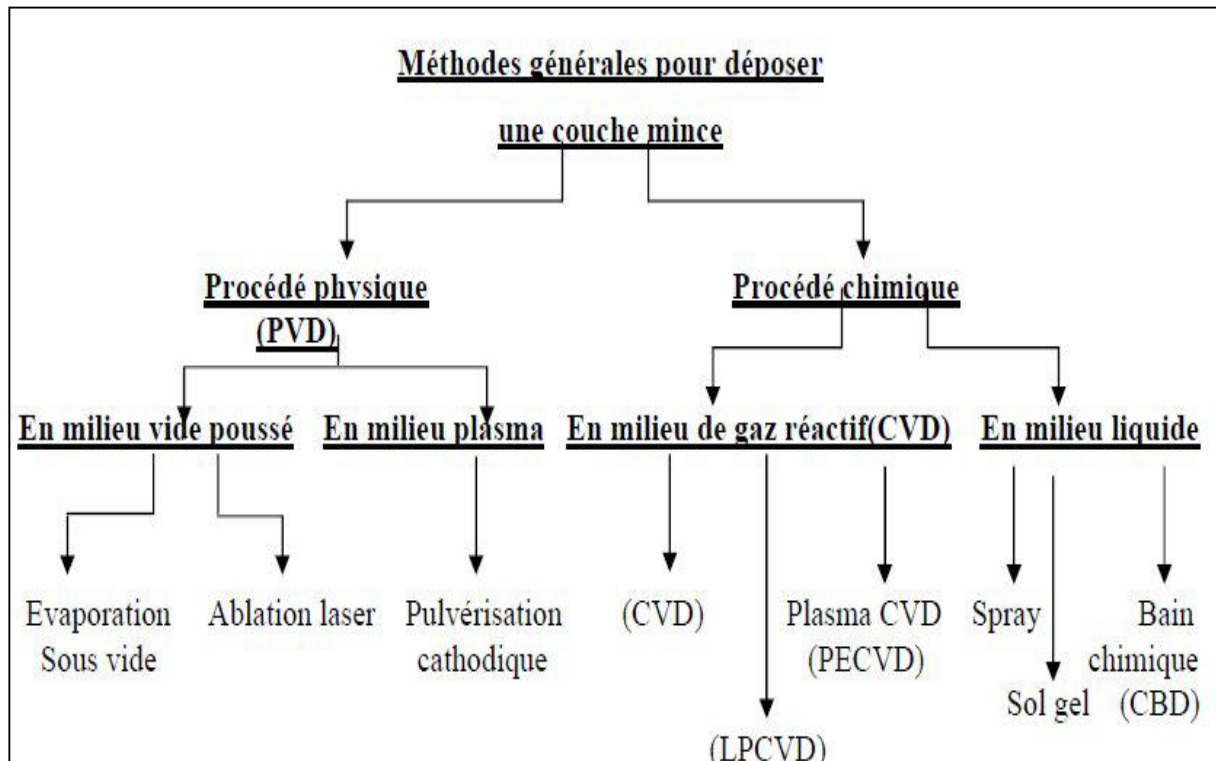 Méthodes générales pour déposer
une couche mince
Procédé physique
(PVD)
Procédé chimique
En milieu vide poussé
En milieu plasma
En milieu de gaz réactif(CVD)
En milieu liquide
Evaporation
Sous vide
Ablation laser
Pulvérisation
cathodique
(CVD)
(LPCVD)
Plasma CVD
(PECVD)
Spray
Sol gel
Bain
chimique
(CBD)